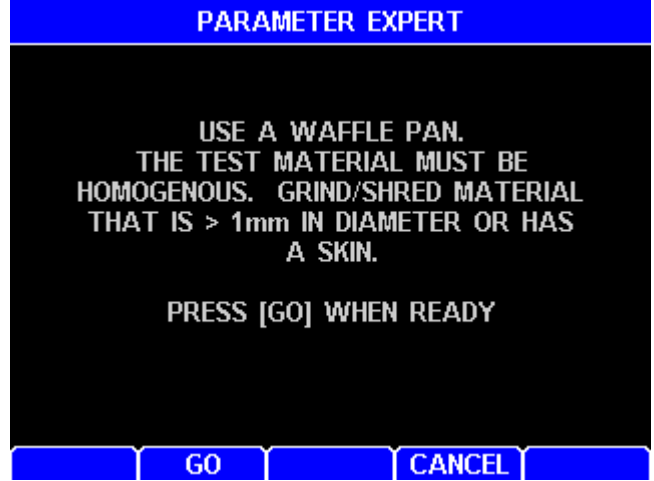 PARAMETER EXPERT
USE A WAFFLE PAN.
THE TEST MATERIAL MUST BE
HOMOGENOUS. GRIND/SHRED MATERIAL
THAT IS > 1mm IN DIAMETER OR HAS
A SKIN.
PRESS [GO] WHEN READY
GO CANCEL